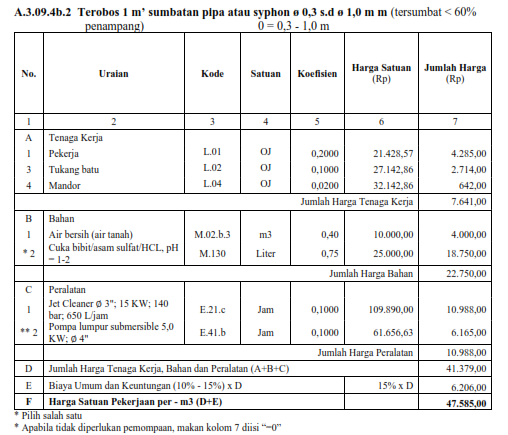 A.3.09.4b.2 Terobos 1 m’ sumbatan pipa atau syphon ø 0,3 s.d ø 1,0 m m (tersumbat < 60%
penampang) 0 = 0,3 - 1,0 m
No. Uraian Kode Satuan Koefisien Harga Satuan (Rp) Jumlah Harga (Rp)
1 2 3 4 5 6 7
A Tenaga Kerja
1 Pekerja L.01 OJ 0,2000 21.428,57 4.285,00
3 Tukang batu L.02 OJ 0,1000 27.142,86 2.714,00
4 Mandor L.04 OJ 0,0200 32.142,86 642,00
Jumlah Harga Tenaga Kerja 7.641,00
B Bahan
1 Air bersih (air tanah) M.02.b.3 m3 0,40 10.000,00 4.000,00
* 2 Cuka bibit/asam sulfat/HCL, pH = 1-2 M.130 Liter 0,75 25.000,00 18.750,00
Jumlah Harga Bahan 22.750,00
C Peralatan
1 Jet Cleaner Ø 3"; 15 KW; 140 bar; 650 L/jam E.21.c Jam 0,1000 109.890,00 10.988,00
** 2 Pompa lumpur submersible 5,0 KW; Ø 4" E.41.b Jam 0,1000 61.656,63 6.165,00
Jumlah Harga Peralatan 10.988,00
D Jumlah Harga Tenaga Kerja, Bahan dan Peralatan (A+B+C) 41.379,00
E Biaya Umum dan Keuntungan (10% - 15%) x D 15% x D 6.206,00
F Harga Satuan Pekerjaan per - m3 (D+E) 47.585,00
* Pilih salah satu
* Apabila tidak diperlukan pemompaan, makan kolom 7 diisi “=0”